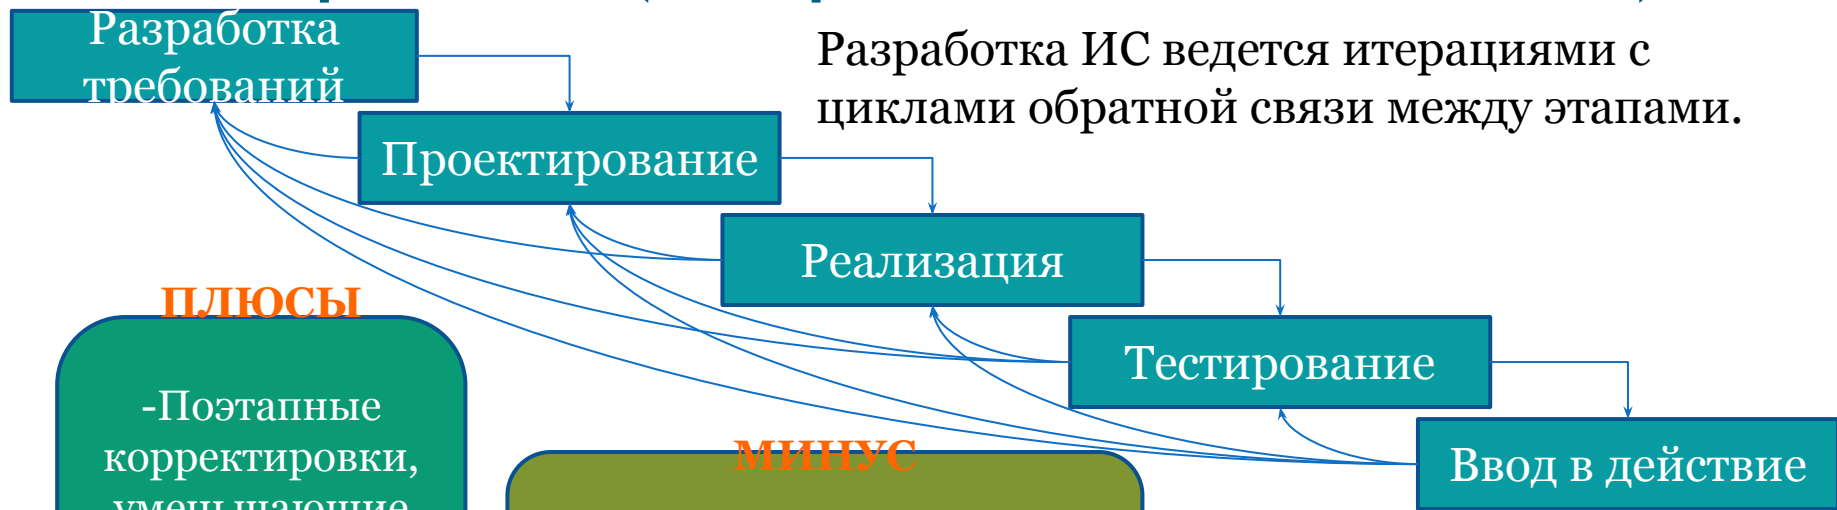 Разработка
требований
Разработка ИС ведется итерациями с
циклами обратной связи между этапами.
Проектирование
Реализация
ПЛЮСЫ
Тестирование
-Поэтапные
корректировки,
уменьшающие
МИНУС
Ввод в действие